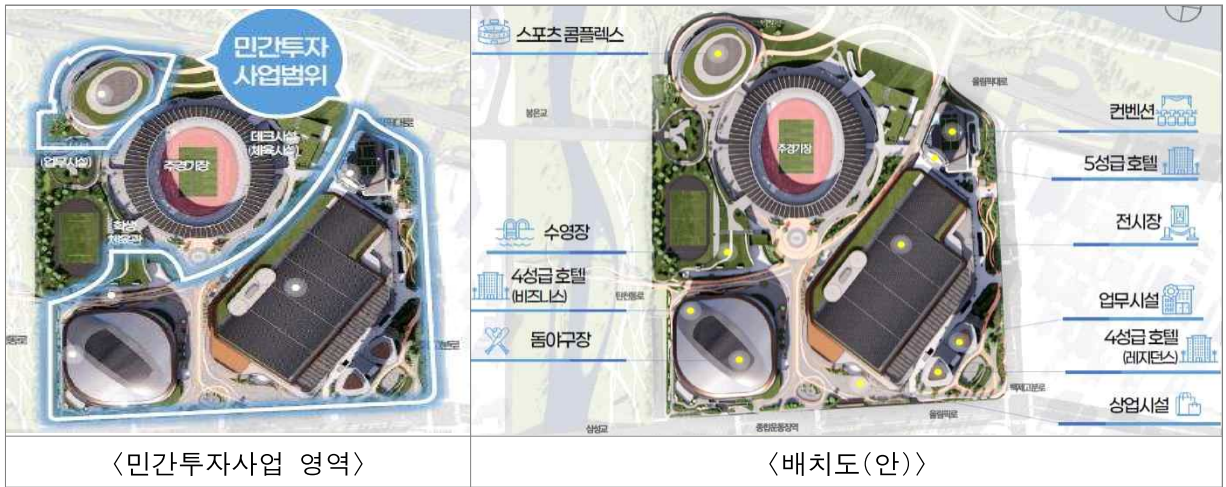 민간투자
사업범위
(업무시설)
주경기장
데크시설
(체육시설)
학생
체육관
〈민간투자사업 영역〉
스포츠 콤플렉스
수영장
4성급 호텔
(비즈니스)
돔야구장
봉은교
탄천동로
삼성교
주경기장
종합운동장역
올림픽로
백제고분로
올림픽대로
컨벤션
5성급 호텔
전시장
업무시설
4성급 호텔
(레지던스)
상업시설
〈배치도(안)〉